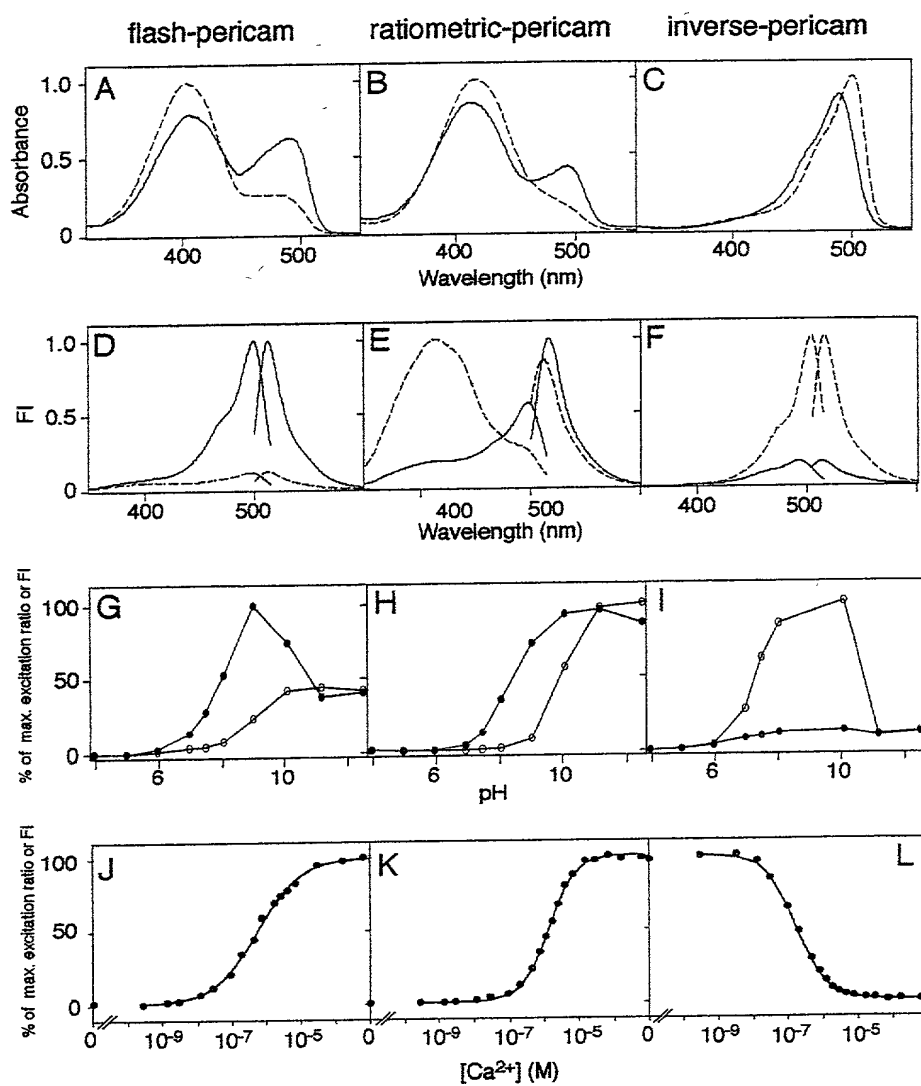 flash-pericam ratiometric-pericam inverse-pericam
A B C
Absorbance
1.0
0.5
0
400 500 400 500 400 500
Wavelength (nm)
D E F
FI
1.0
0.5
0
400 500 400 500 400 500
Wavelength (nm)
G H I
% of max. excitation ratio or FI
100
50
0
6 10 6 10 6 10
pH
J K L
% of max. excitation ratio or FI
100
50
0
0 10-9 10-7 10-5 0 10-9 10-7 10-5 0 10-9 10-7 10-5
[Ca2+] (M)